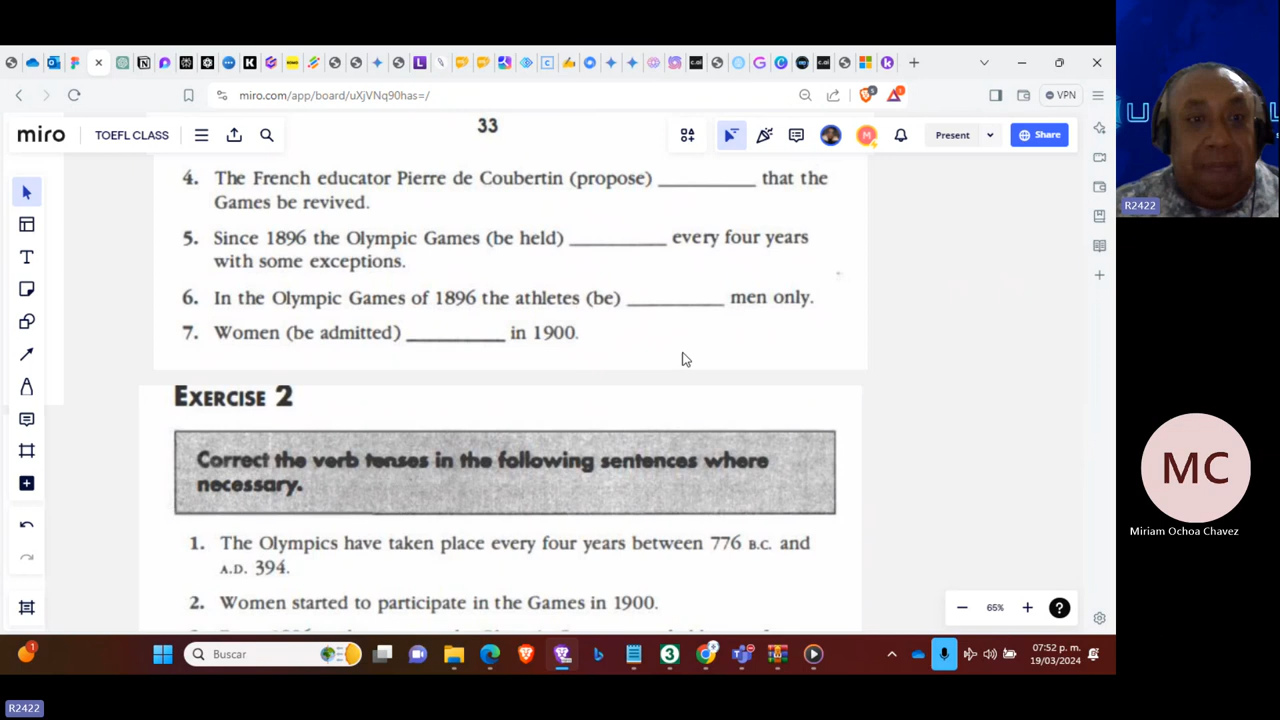 miro.com/app/board/uXjVNq90has=/
VPN
miro
TOEFL CLASS
33
Present
Share
4. The French educator Pierre de Coubertin (propose) __________ that the
Games be revived.
5. Since 1896 the Olympic Games (be held) __________ every four years
with some exceptions.
6. In the Olympic Games of 1896 the athletes (be) __________ men only.
7. Women (be admitted) __________ in 1900.
EXERCISE 2
Correct the verb tenses in the following sentences where
necessary.
1. The Olympics have taken place every four years between 776 B.C. and
A.D. 394.
2. Women started to participate in the Games in 1900.
65%
R2422
MC
Miriam Ochoa Chavez
Buscar
07:52 p. m.
19/03/2024
R2422